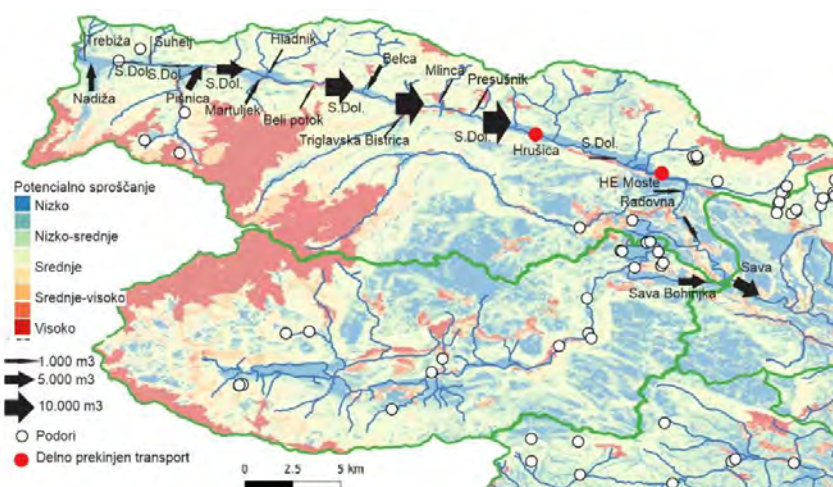 Trebiža
Suhelj
Hladnik
S.Dol.
S.Dol.
S.Dol.
Belca
Mlinca
Presušnik
Nadiža
Pišnica
Martuljek
Beli potok
S.Dol.
Triglavska Bistrica
S.Dol.
Hrušica
S.Dol.
HE Moste
Radovna
Sava
Sava Bohinjka
Potencialno sproščanje
Nizko
Nizko-srednje
Srednje
Srednje-visoko
Visoko
1.000 m3
5.000 m3
10.000 m3
Podori
Delno prekinjen transport
0 2.5 5 km